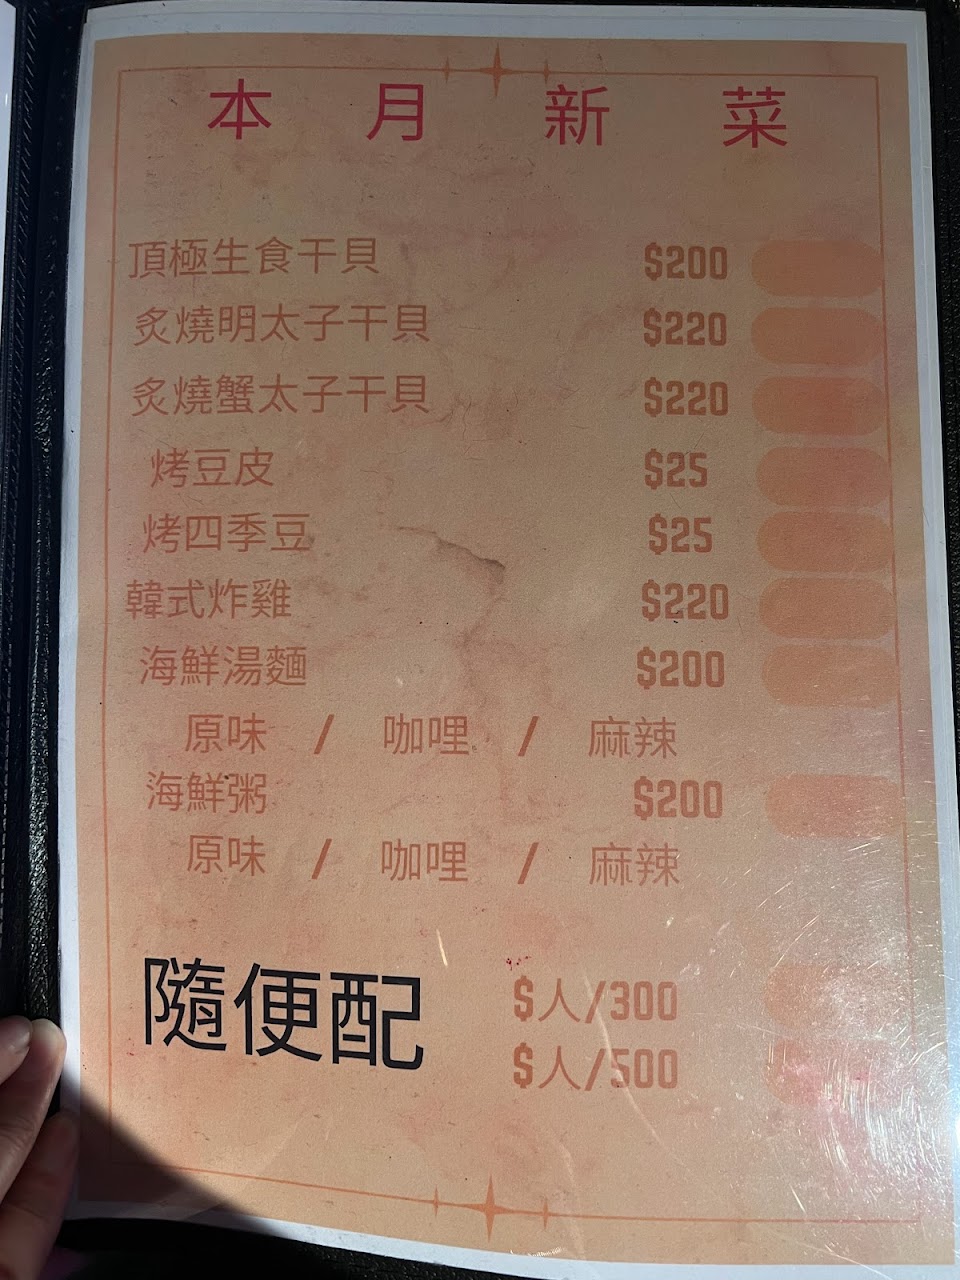 本月新菜
頂極生食干貝 $200
炙燒明太子干貝 $220
炙燒蟹太子干貝 $220
烤豆皮 $25
烤四季豆 $25
韓式炸雞 $220
海鮮湯麵 $200
原味 / 咖哩 / 麻辣
海鮮粥 $200
原味 / 咖哩 / 麻辣
隨便配 $人/300
$人/500